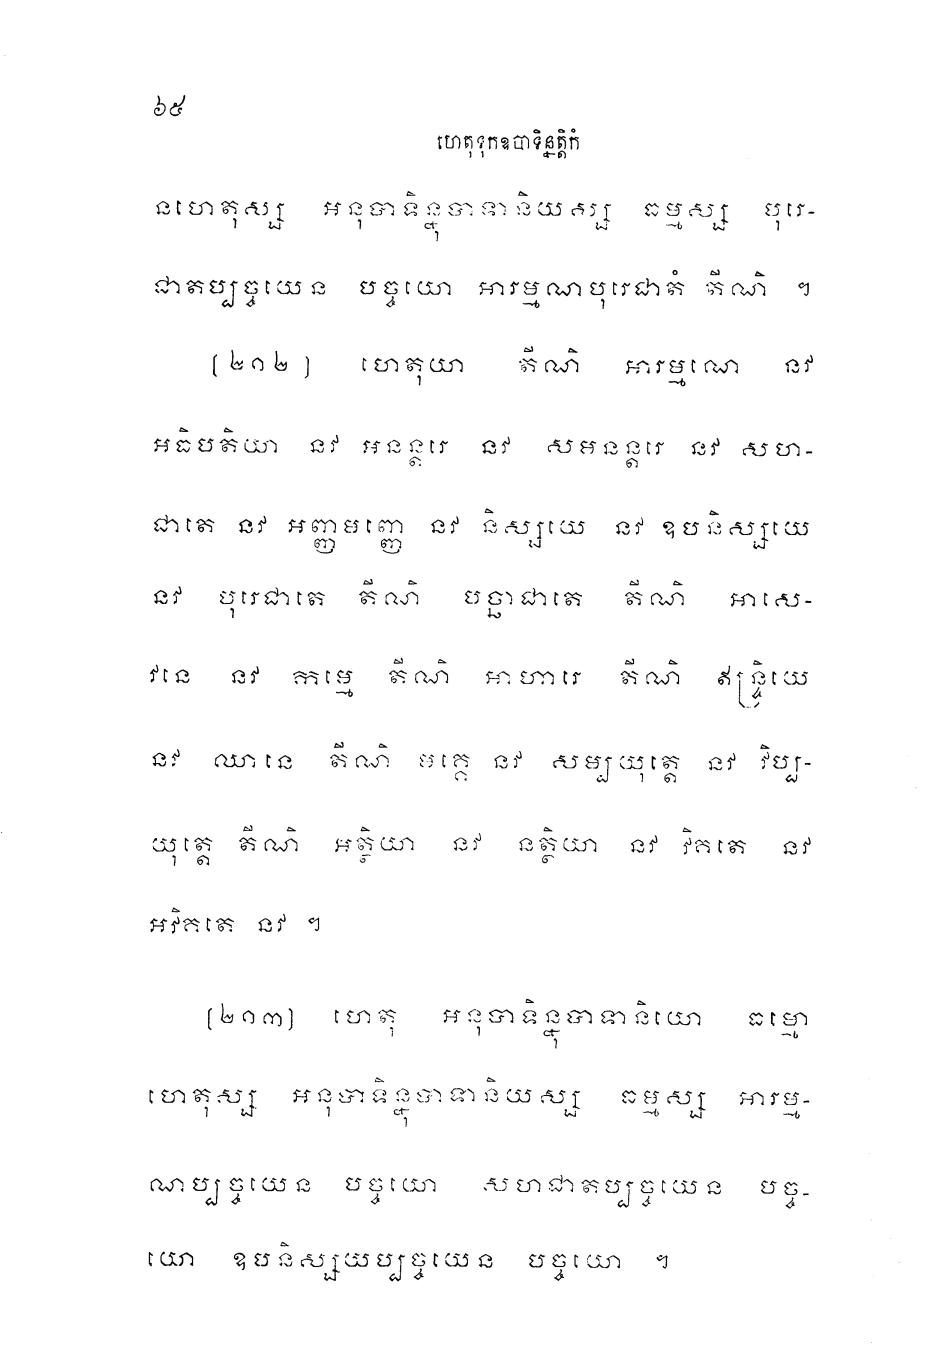 ៦៥
ហេតុទុកឧបាទិន្នត្តិកំ
នហេតុស្ស អនុបាទិន្នុបាទានិយស្ស ធម្មស្ស បុរេ-
ជាតប្បច្ចយេន បច្ចយោ អារម្មណបុរេជាតំ តីណិ ។
(២១២) ហេតុយា តីណិ អារម្មណេ នវ
អធិបតិយា នវ អនន្តរេ នវ សមនន្តរេ នវ សហ-
ជាតេ នវ អញ្ញមញ្ញេ នវ និស្សយេ នវ ឧបនិស្សយេ
នវ បុរេជាតេ តីណិ បច្ឆាជាតេ តីណិ អាសេ-
វនេ នវ កម្មេ តីណិ អាហារេ តីណិ ឥន្ទ្រិយេ
នវ ឈានេ តីណិ មគ្គេ នវ សម្បយុត្តេ នវ វិប្ប-
យុត្តេ តីណិ អត្ថិយា នវ នត្ថិយា នវ វិគតេ នវ
អវិគតេ នវ ។
(២១៣) ហេតុ អនុបាទិន្នុបាទានិយោ ធម្មោ
ហេតុស្ស អនុបាទិន្នុបាទានិយស្ស ធម្មស្ស អារម្ម-
ណប្បច្ចយេន បច្ចយោ សហជាតប្បច្ចយេន បច្ច-
យោ ឧបនិស្សយប្បច្ចយេន បច្ចយោ ។